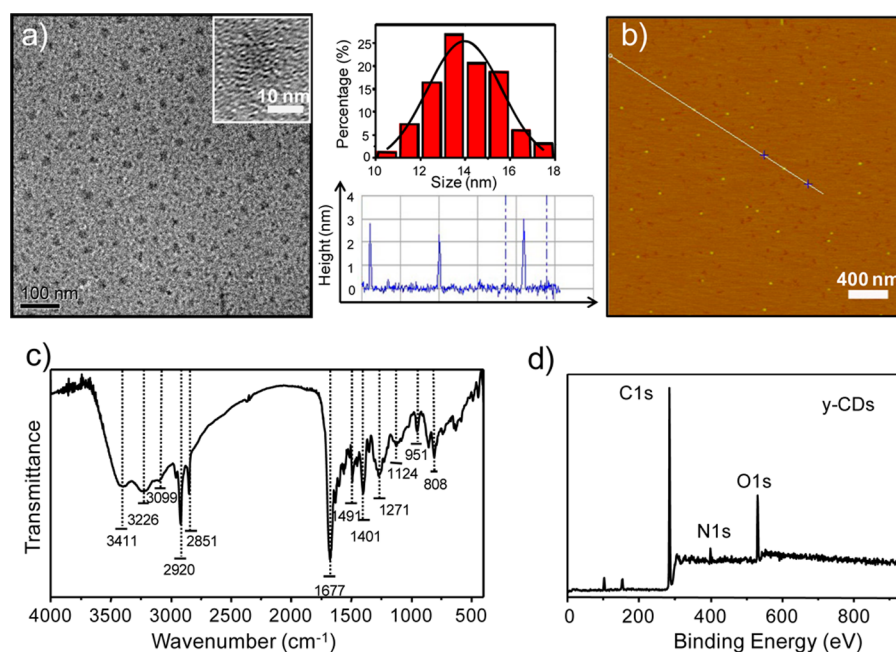 a)
10 nm
100 nm
Percentage (%)
25
20
15
10
5
0
10 12 14 16 18
Size (nm)
Height (nm)
4
3
2
1
0
b)
400 nm
c)
Transmittance
3411
3226
3099
2920
2851
1677
1491
1401
1271
1124
951
808
4000 3500 3000 2500 2000 1500 1000 500
Wavenumber (cm⁻¹)
d)
C1s
y-CDs
O1s
N1s
0 200 400 600 800
Binding Energy (eV)